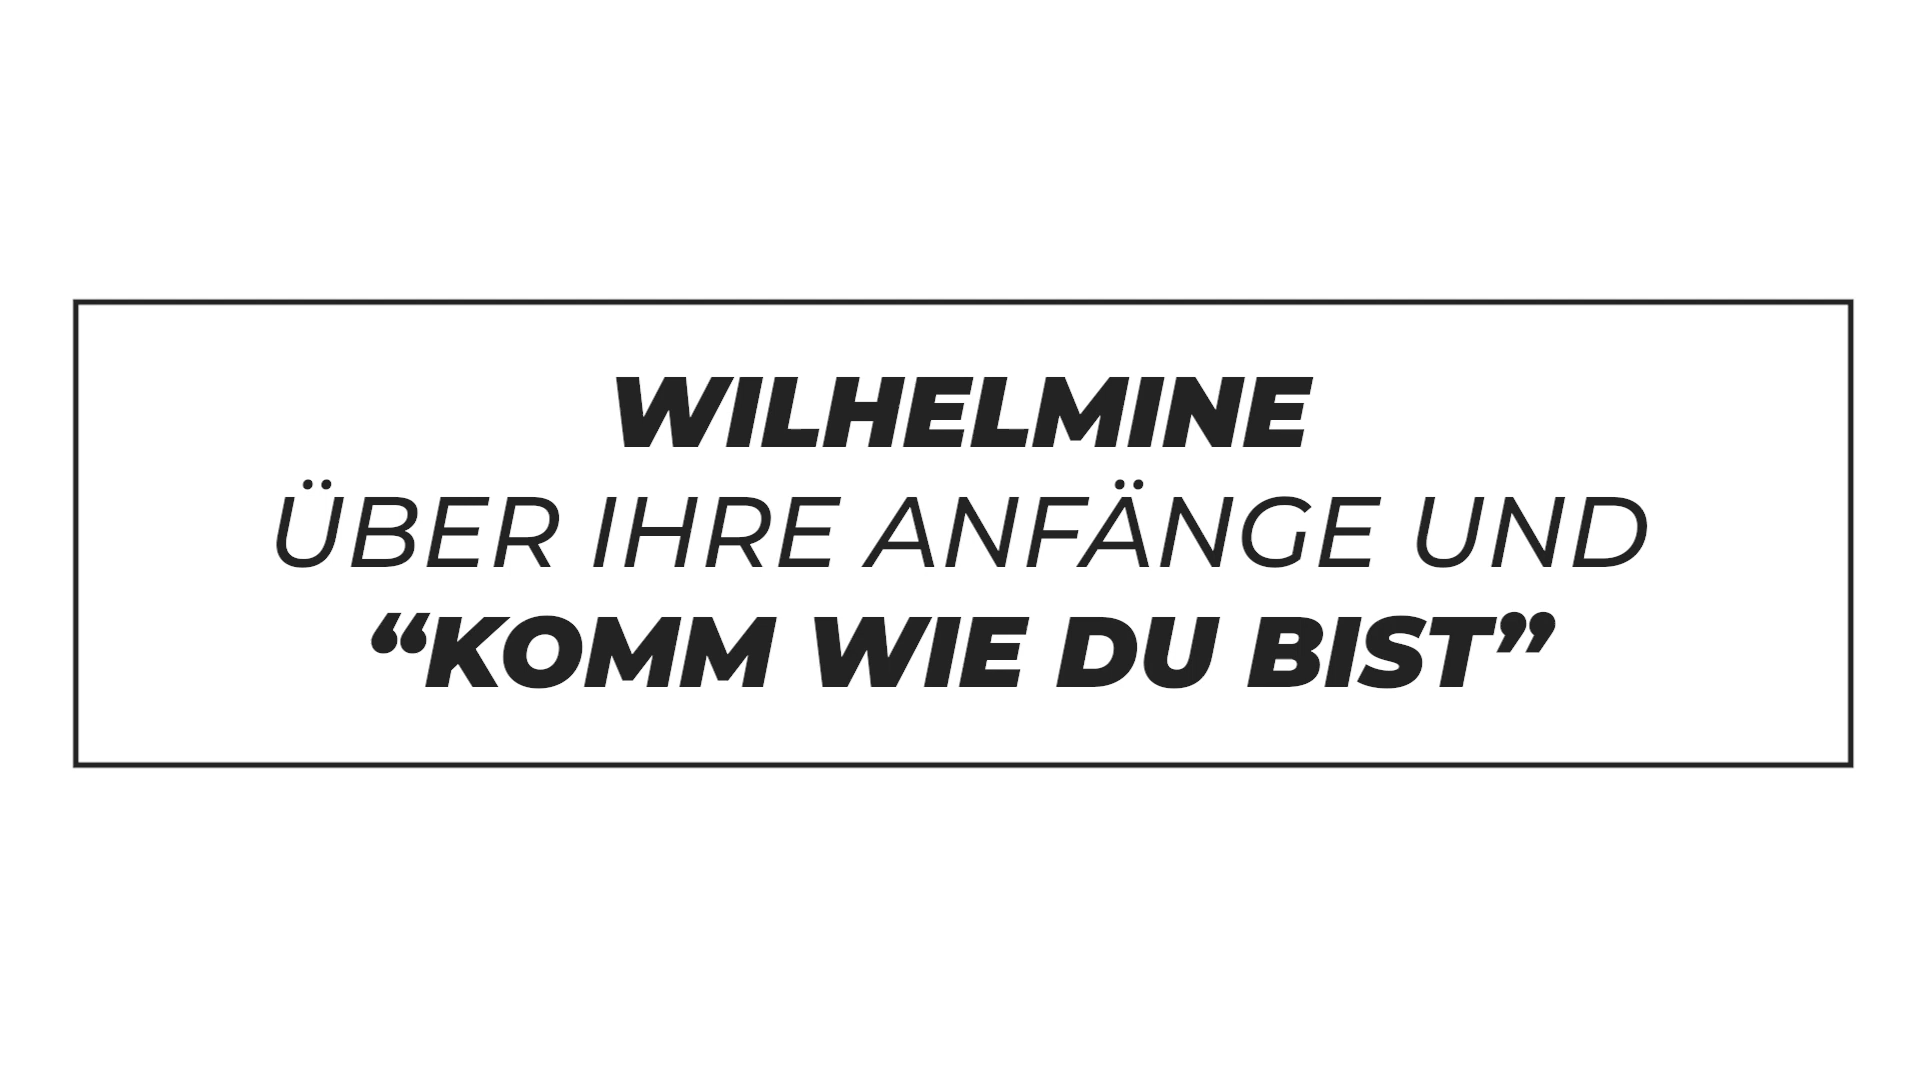 WILHELMINE
ÜBER IHRE ANFÄNGE UND
“KOMM WIE DU BIST”